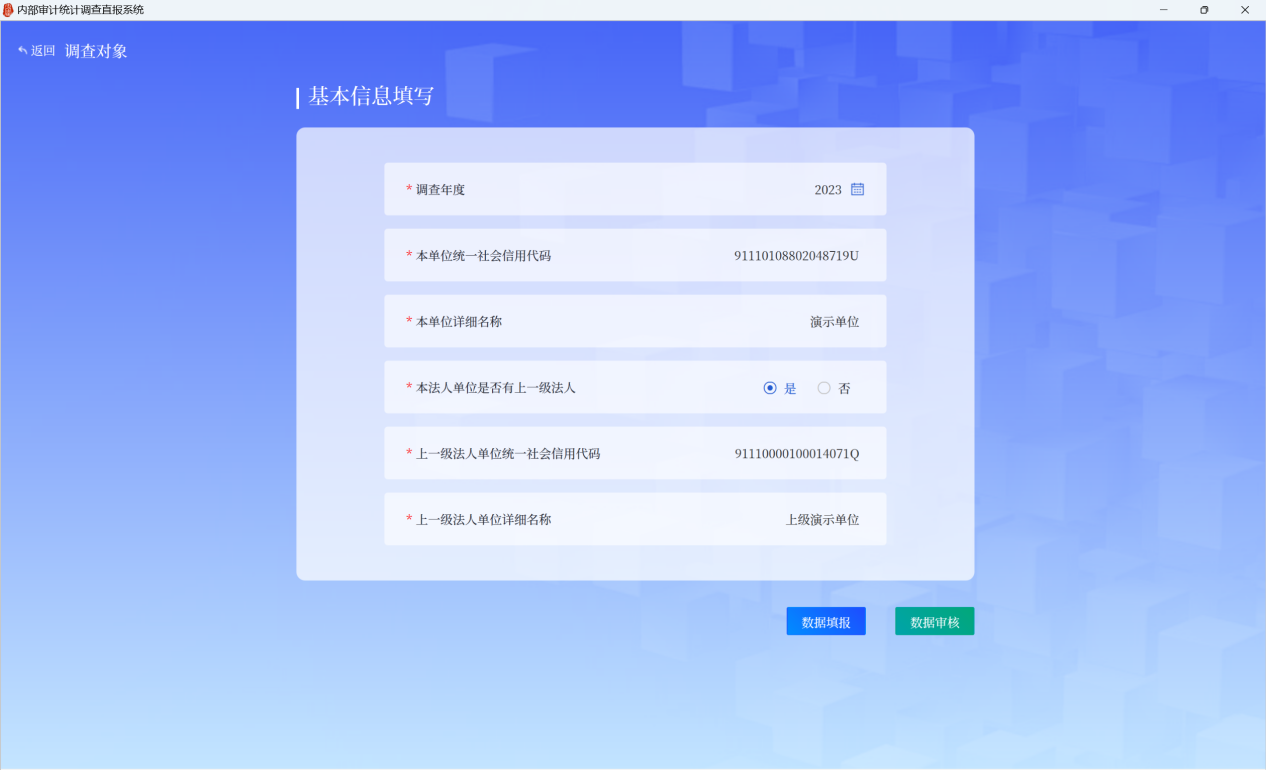 内部审计统计调查直报系统
返回 调查对象
基本信息填写
* 调查年度 2023
* 本单位统一社会信用代码 91110108802048719U
* 本单位详细名称 演示单位
* 本法人单位是否有上一级法人 是 否
* 上一级法人单位统一社会信用代码 91110000100014071Q
* 上一级法人单位详细名称 上级演示单位
数据填报 数据审核